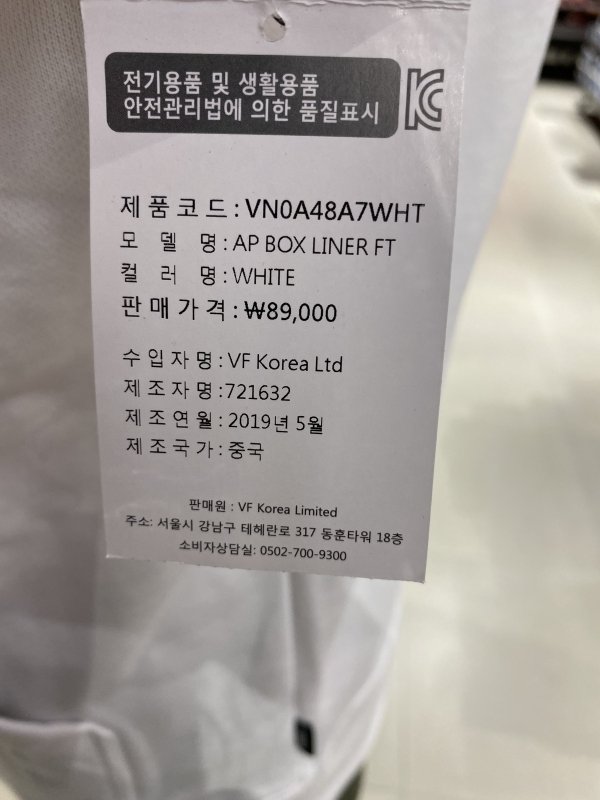 전기용품 및 생활용품
안전관리법에 의한 품질표시
제품코드 : VN0A48A7WHT
모 델 명 : AP BOX LINER FT
컬 러 명 : WHITE
판매가격 : ₩89,000
수입자명 : VF Korea Ltd
제조자명 :721632
제조연월 : 2019년 5월
제조국가 : 중국
판매원 : VF Korea Limited
주소: 서울시 강남구 테헤란로 317 동훈타워 18층
소비자상담실: 0502-700-9300